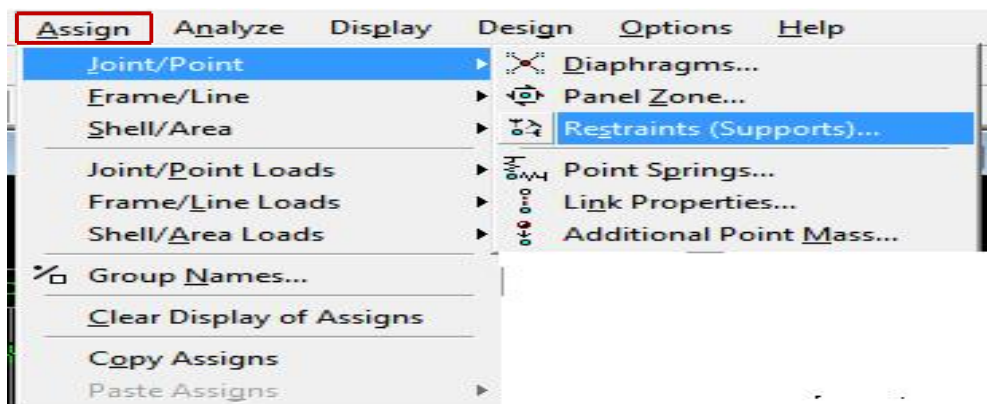 Assign Analyze Display Design Options Help
Joint/Point
Frame/Line
Shell/Area
Joint/Point Loads
Frame/Line Loads
Shell/Area Loads
Group Names...
Clear Display of Assigns
Copy Assigns
Paste Assigns
Diaphragms...
Panel Zone...
Restraints (Supports)...
Point Springs...
Link Properties...
Additional Point Mass...